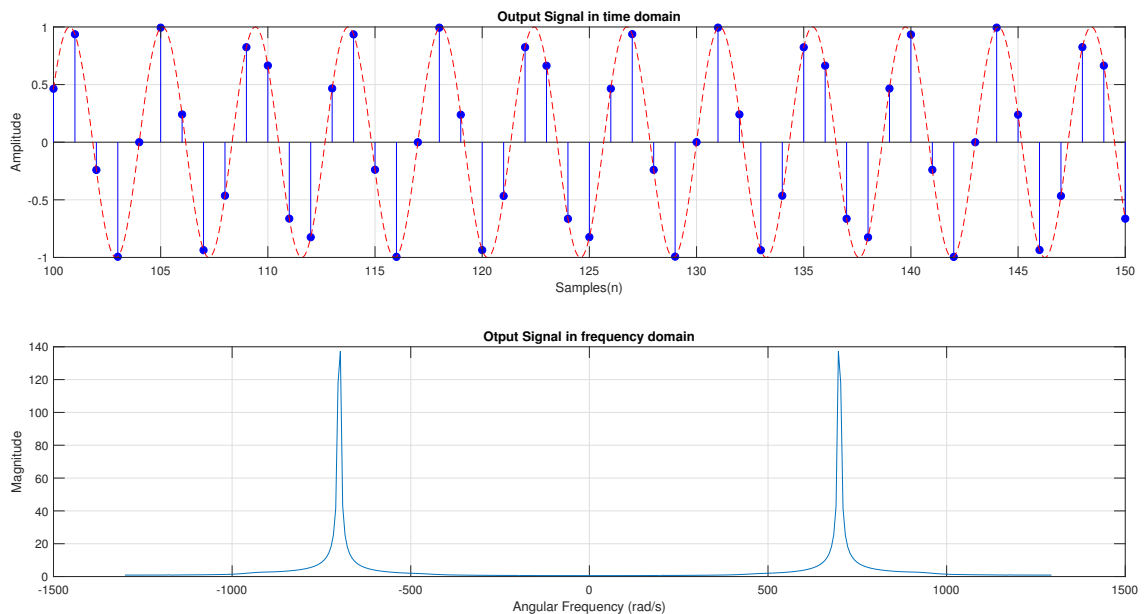 Output Signal in time domain
1
0.5
0
-0.5
-1
Amplitude
100 105 110 115 120 125 130 135 140 145 150
Samples(n)
Otput Signal in frequency domain
140
120
100
80
60
40
20
0
Magnitude
-1500 -1000 -500 0 500 1000 1500
Angular Frequency (rad/s)